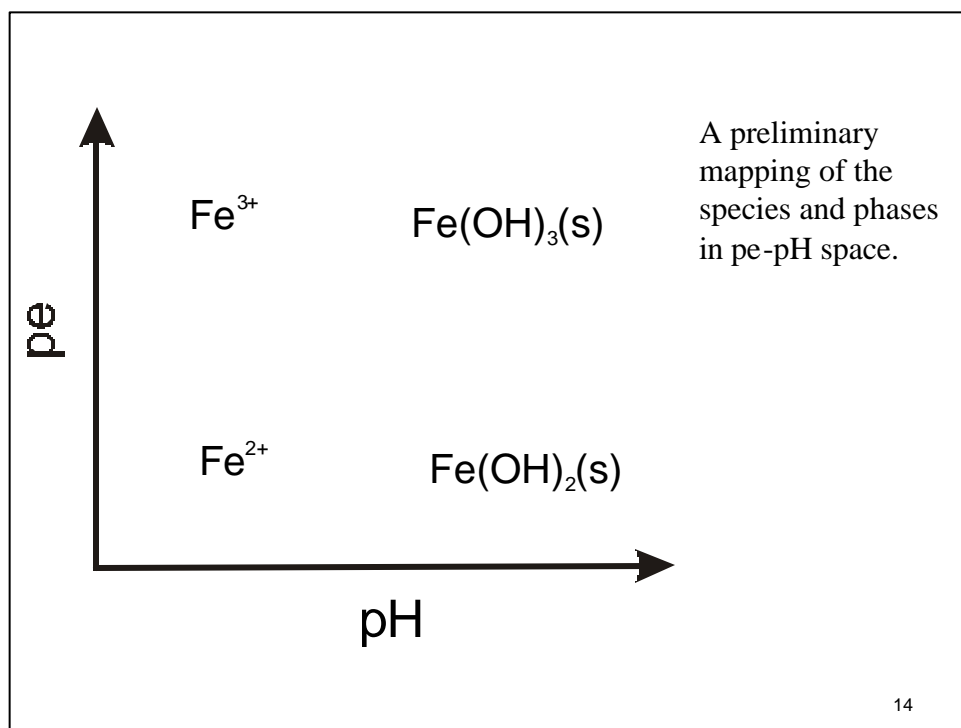 A preliminary
mapping of the
species and phases
in pe-pH space.
Fe³⁺ Fe(OH)₃(s)
pe
Fe²⁺ Fe(OH)₂(s)
pH
14